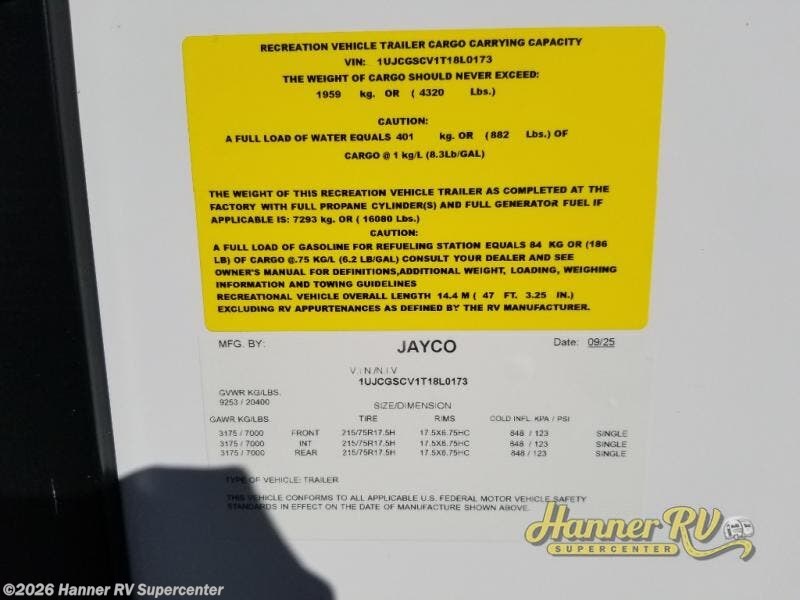 RECREATION VEHICLE TRAILER CARGO CARRYING CAPACITY
VIN: 1UJCGSCV1T18L0173
THE WEIGHT OF CARGO SHOULD NEVER EXCEED:
1959 kg. OR ( 4320 Lbs.)
CAUTION:
A FULL LOAD OF WATER EQUALS 401 kg. OR (882 Lbs.) OF
CARGO @ 1 kg/L (8.3Lb/GAL)
THE WEIGHT OF THIS RECREATION VEHICLE TRAILER AS COMPLETED AT THE
FACTORY WITH FULL PROPANE CYLINDER(S) AND FULL GENERATOR FUEL IF
APPLICABLE IS: 7293 kg. OR ( 16080 Lbs.)
CAUTION:
A FULL LOAD OF GASOLINE FOR REFUELING STATION EQUALS 84 KG OR (186
LB) OF CARGO @.75 KG/L (6.2 LB/GAL) CONSULT YOUR DEALER AND SEE
OWNER'S MANUAL FOR DEFINITIONS,ADDITIONAL WEIGHT, LOADING, WEIGHING
INFORMATION AND TOWING GUIDELINES
RECREATIONAL VEHICLE OVERALL LENGTH 14.4 M ( 47 FT. 3.25 IN.)
EXCLUDING RV APPURTENANCES AS DEFINED BY THE RV MANUFACTURER.
MFG. BY: JAYCO Date: 09/25
V.I.N./N.I.V
1UJCGSCV1T18L0173
GVWR KG/LBS.
9253 / 20400
SIZE/DIMENSION
GAWR KG/LBS. TIRE RIMS COLD INFL. KPA / PSI
3175 / 7000 FRONT 215/75R17.5H 17.5X6.75HC 848 / 123 SINGLE
3175 / 7000 INT 215/75R17.5H 17.5X6.75HC 848 / 123 SINGLE
3175 / 7000 REAR 215/75R17.5H 17.5X6.75HC 848 / 123 SINGLE
TYPE OF VEHICLE: TRAILER
THIS VEHICLE CONFORMS TO ALL APPLICABLE U.S. FEDERAL MOTOR VEHICLE SAFETY
STANDARDS IN EFFECT ON THE DATE OF MANUFACTURE SHOWN ABOVE.
Hanner RV
SUPERCENTER
©2026 Hanner RV Supercenter